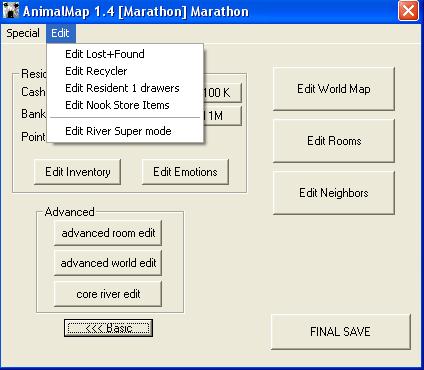 AnimalMap 1.4 [Marathon] Marathon
Special Edit
Edit Lost+Found
Edit Recycler
Edit Resident 1 drawers
Edit Nook Store Items
Edit River Super mode
Resid
Cash
100 K
Bank
1M
Point
Edit Inventory
Edit Emotions
Edit World Map
Edit Rooms
Edit Neighbors
Advanced
advanced room edit
advanced world edit
core river edit
<<< Basic
FINAL SAVE